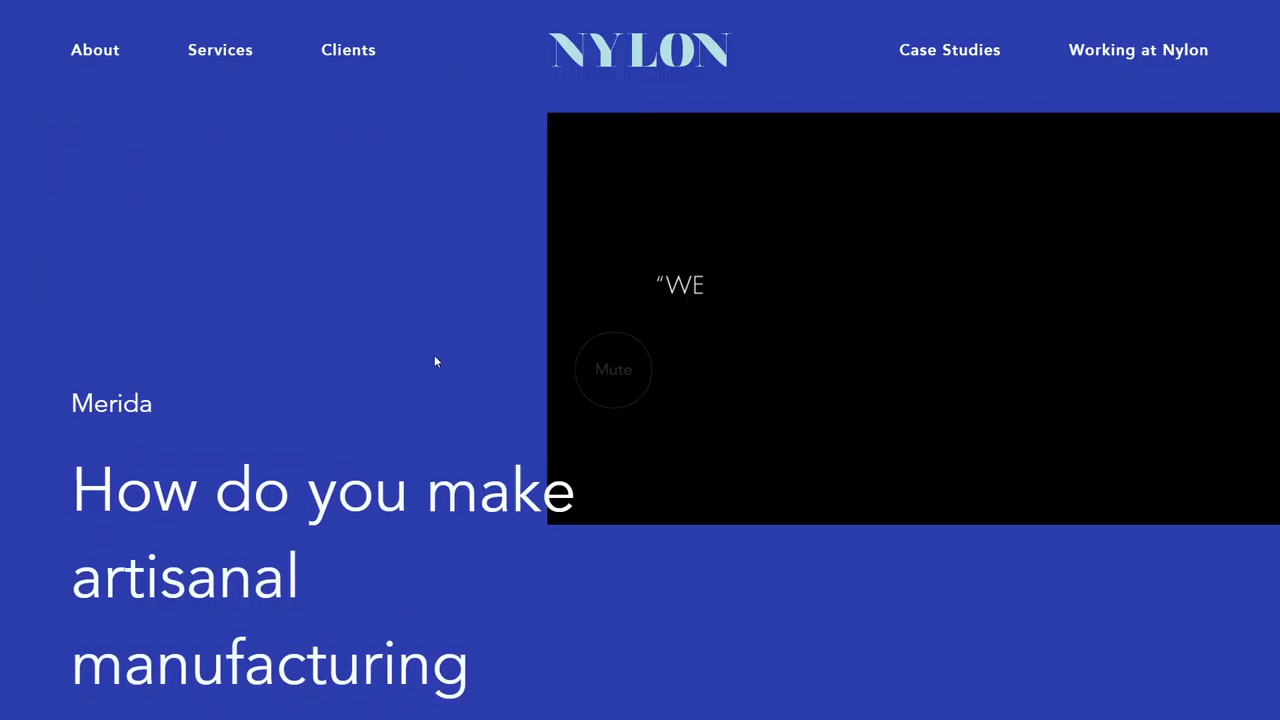 About
Services
Clients
NYLON
Case Studies
Working at Nylon
“WE
Mute
Merida
How do you make
artisanal
manufacturing